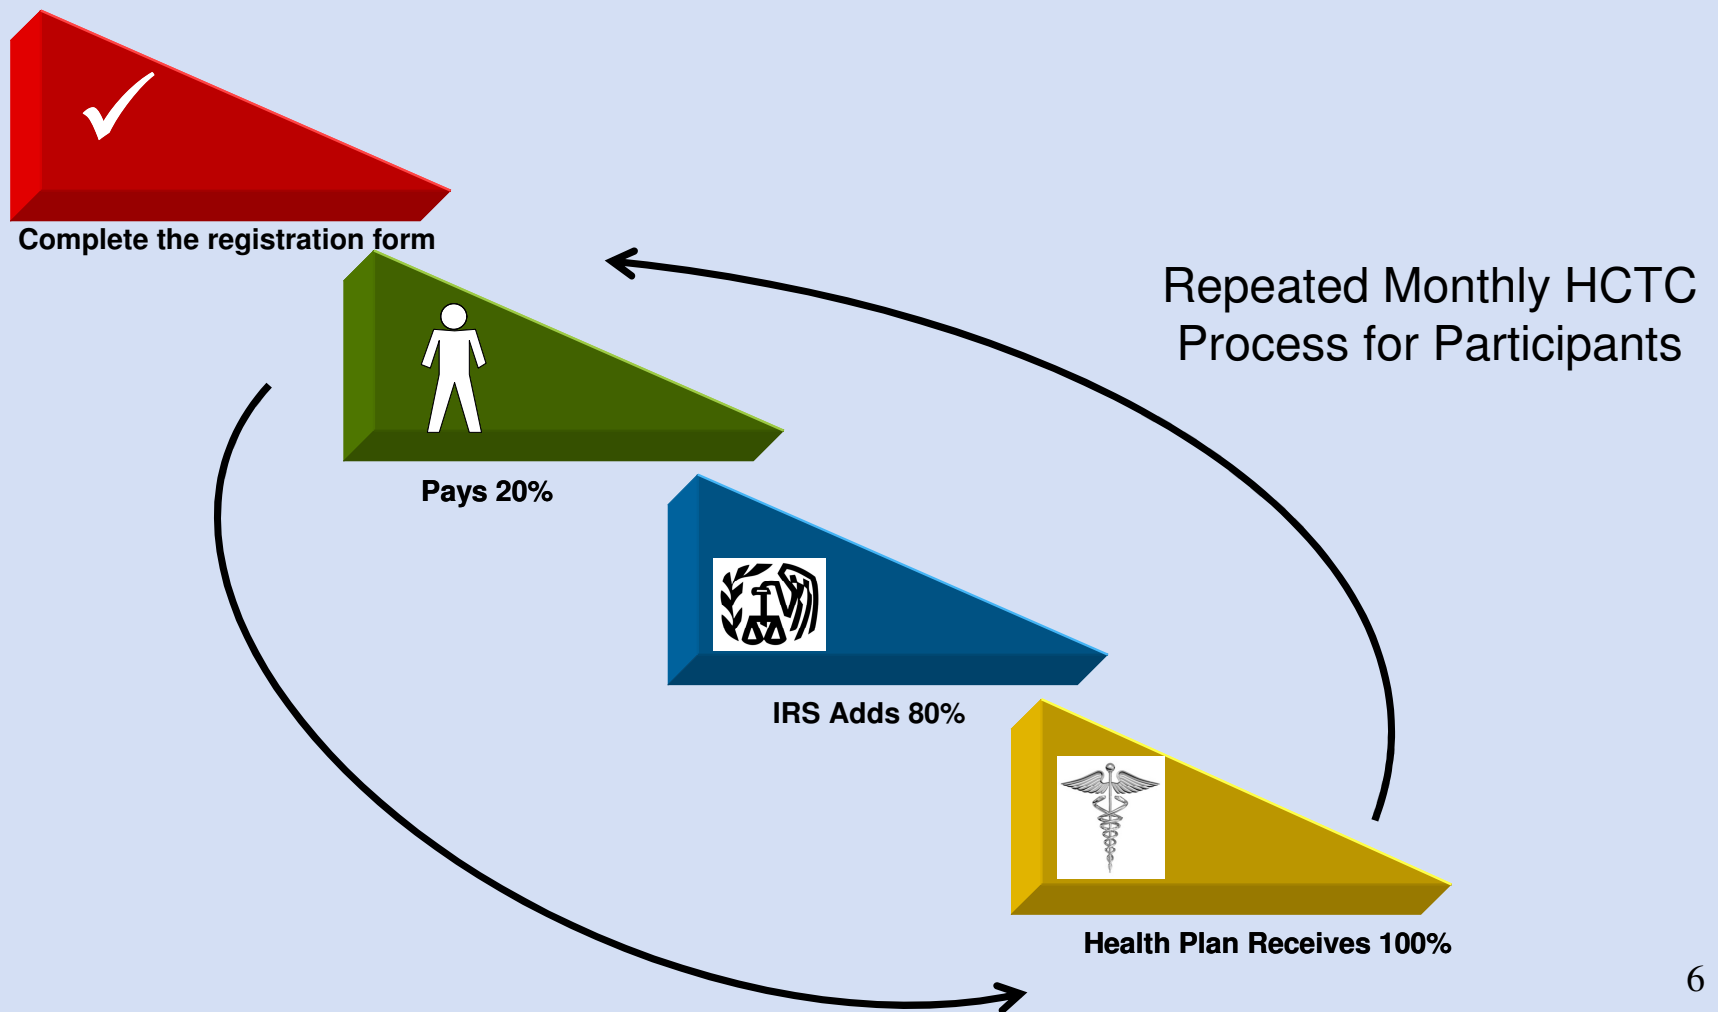 Complete the registration form
Repeated Monthly HCTC
Process for Participants
Pays 20%
IRS Adds 80%
Health Plan Receives 100%
6